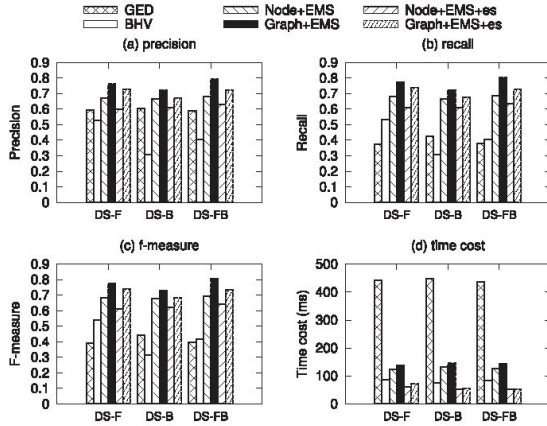 GED
BHV
Node+EMS
Graph+EMS
Node+EMS+es
Graph+EMS+es
(a) precision
Precision
0.9
0.8
0.7
0.6
0.5
0.4
0.3
0.2
0.1
0
DS-F DS-B DS-FB
(b) recall
Recall
0.9
0.8
0.7
0.6
0.5
0.4
0.3
0.2
0.1
0
DS-F DS-B DS-FB
(c) f-measure
F-measure
0.9
0.8
0.7
0.6
0.5
0.4
0.3
0.2
0.1
0
DS-F DS-B DS-FB
(d) time cost
Time cost (ms)
500
400
300
200
100
0
DS-F DS-B DS-FB